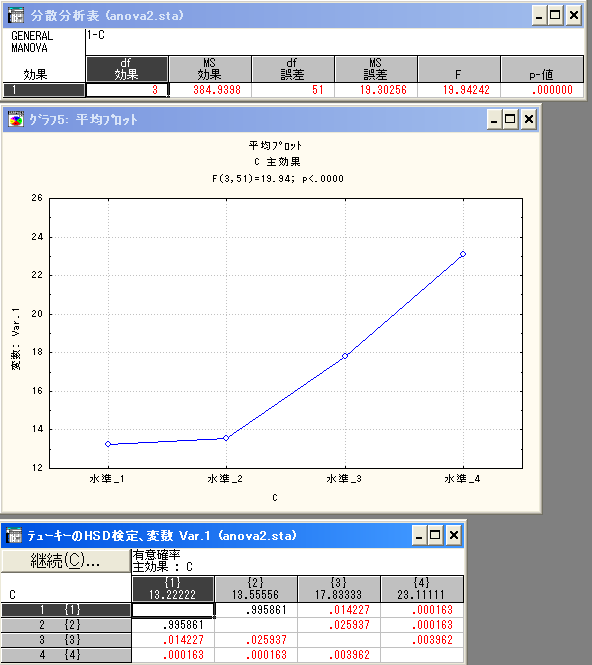 分散分析表 (anova2.sta)
GENERAL MANOVA 1-C
効果 df 効果 MS 効果 df 誤差 MS 誤差 F p-値
1 3 384.9398 51 19.30256 19.94242 .000000
ｸﾞﾗﾌ5: 平均ﾌﾟﾛｯﾄ
平均ﾌﾟﾛｯﾄ
C 主効果
F(3,51)=19.94; p<.0000
変数: Var.1
26
24
22
20
18
16
14
12
水準_1 水準_2 水準_3 水準_4
C
ﾃｭｰｷｰのHSD検定、変数 Var.1 (anova2.sta)
継続(C)... 有意確率
主効果 : C
{1} {2} {3} {4}
C 13.22222 13.55556 17.83333 23.11111
1 {1} .995861 .014227 .000163
2 {2} .995861 .025937 .000163
3 {3} .014227 .025937 .003962
4 {4} .000163 .000163 .003962